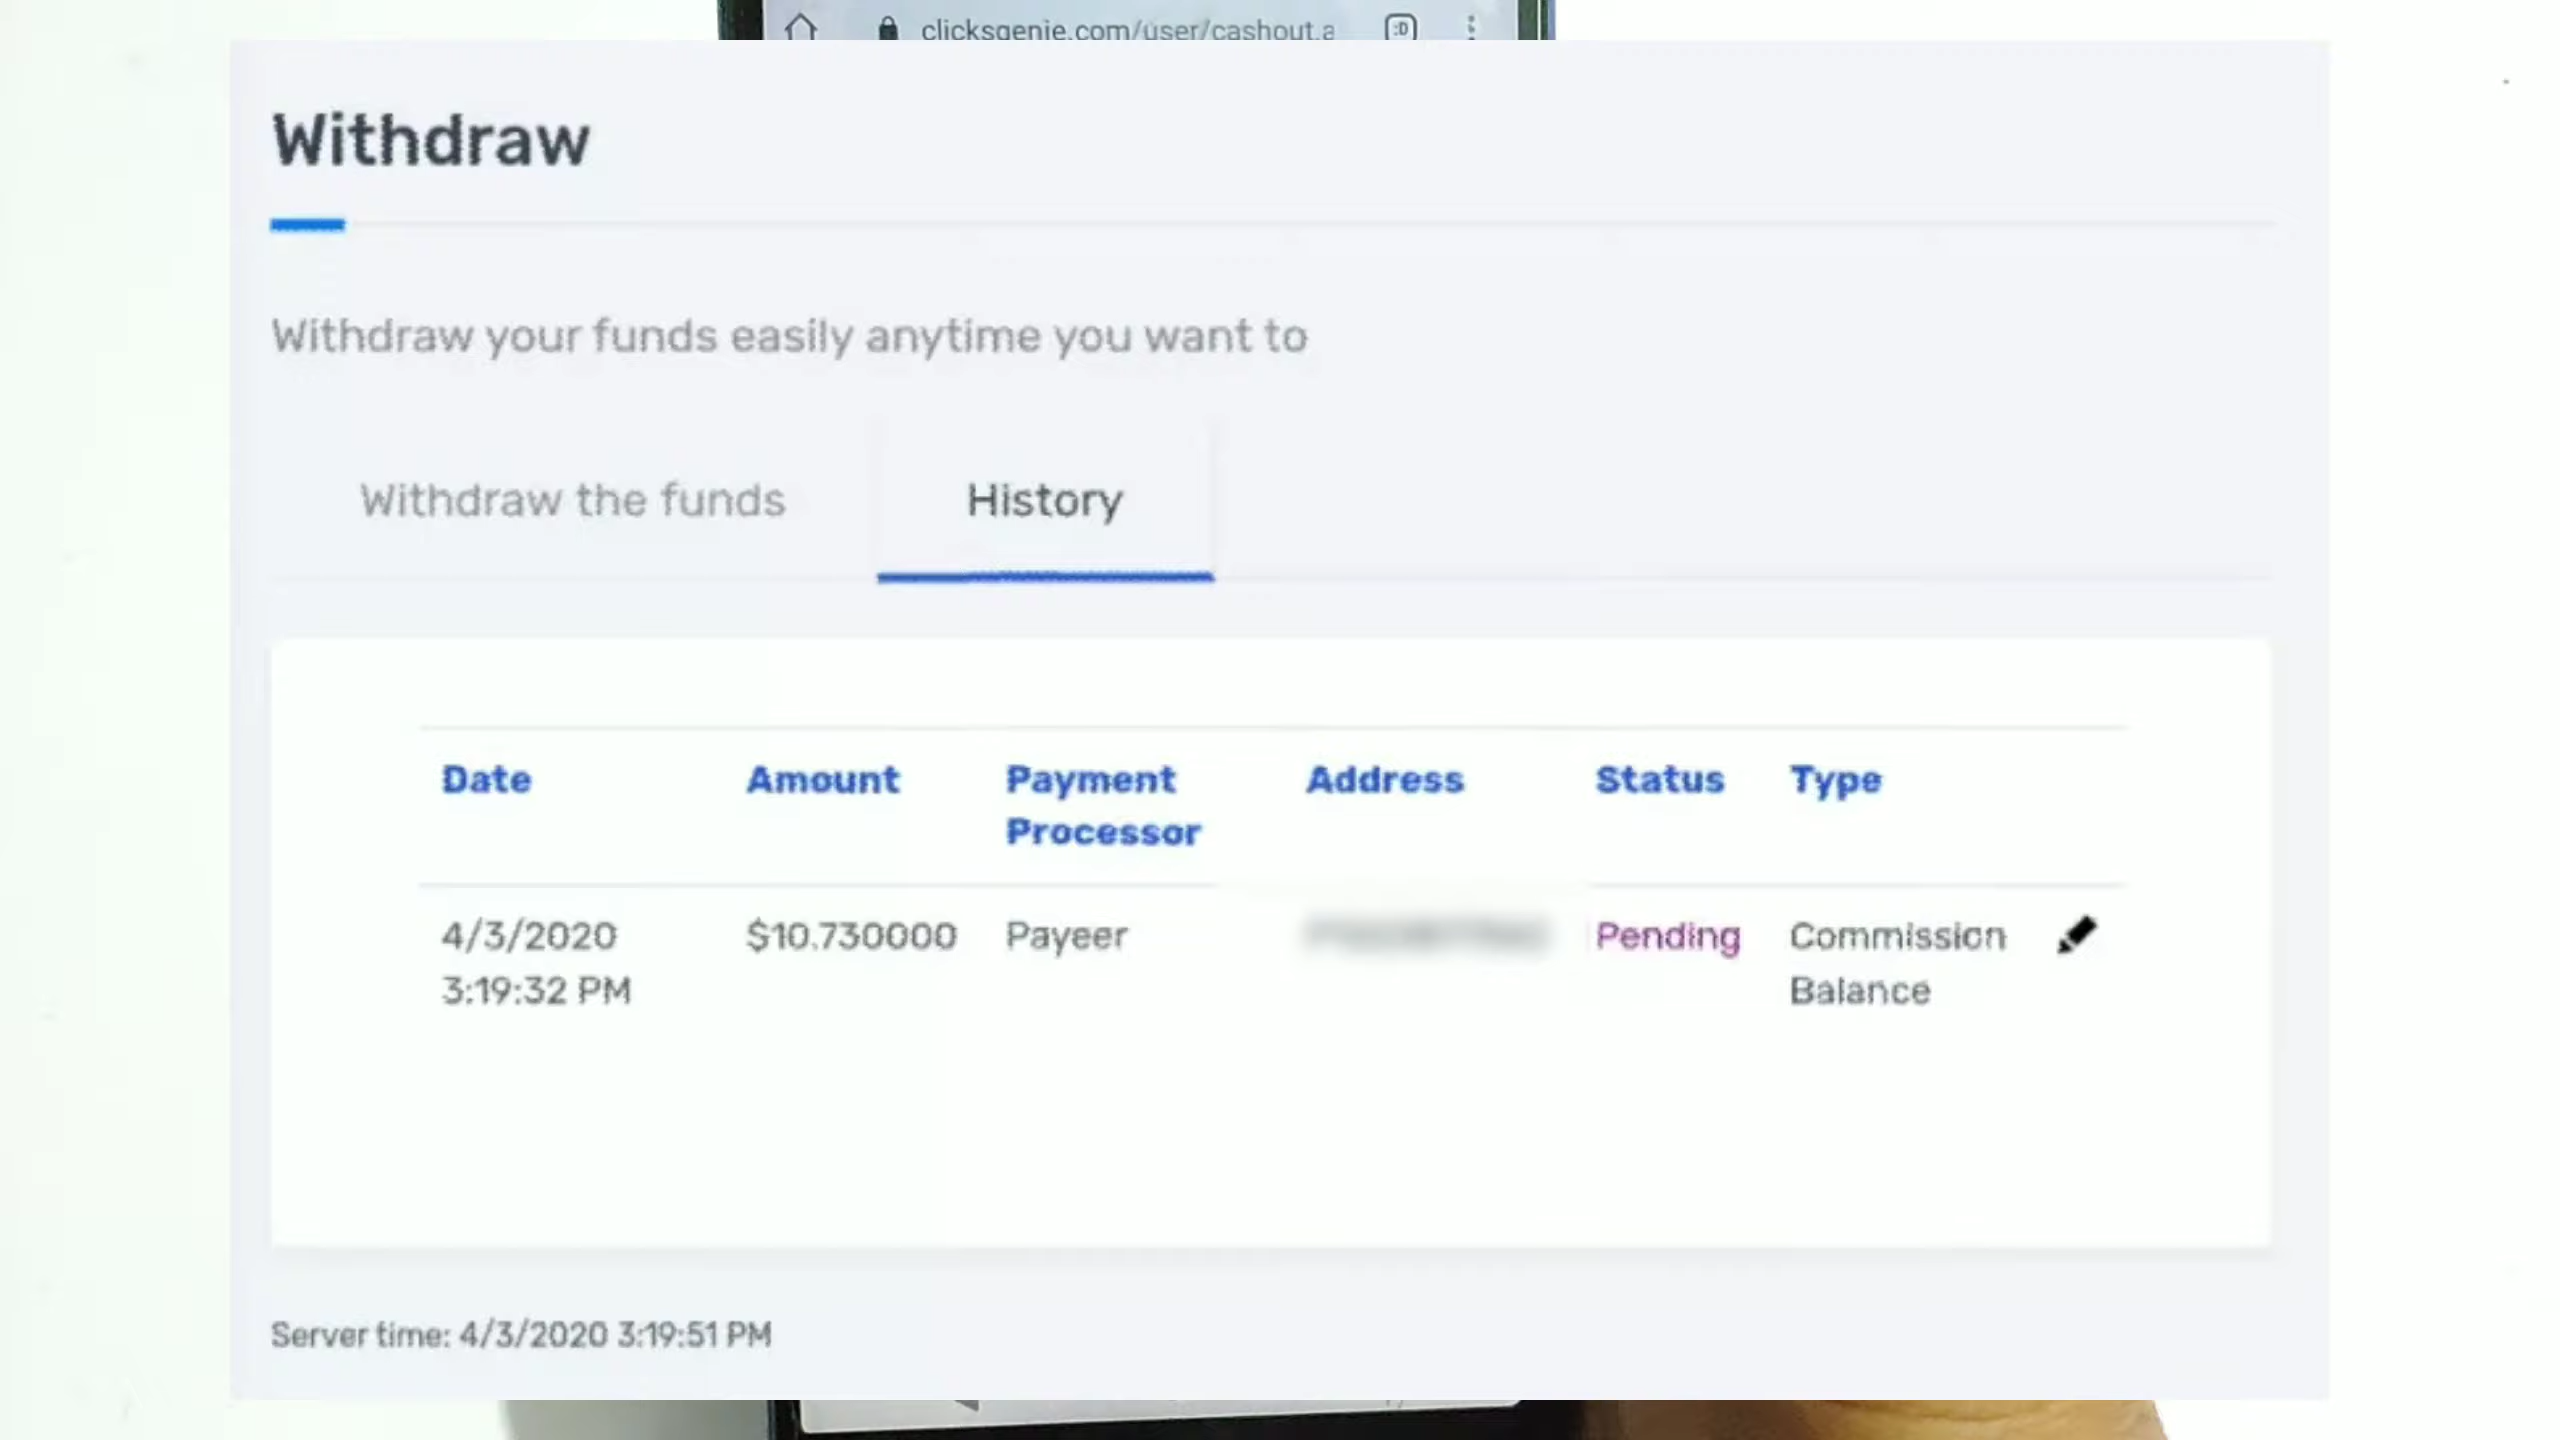 clicksgenie.com/user/cashout.a
Withdraw
Withdraw your funds easily anytime you want to
Withdraw the funds History
Date Amount Payment Processor Address Status Type
4/3/2020 3:19:32 PM $10.730000 Payeer Pending Commission Balance
Server time: 4/3/2020 3:19:51 PM